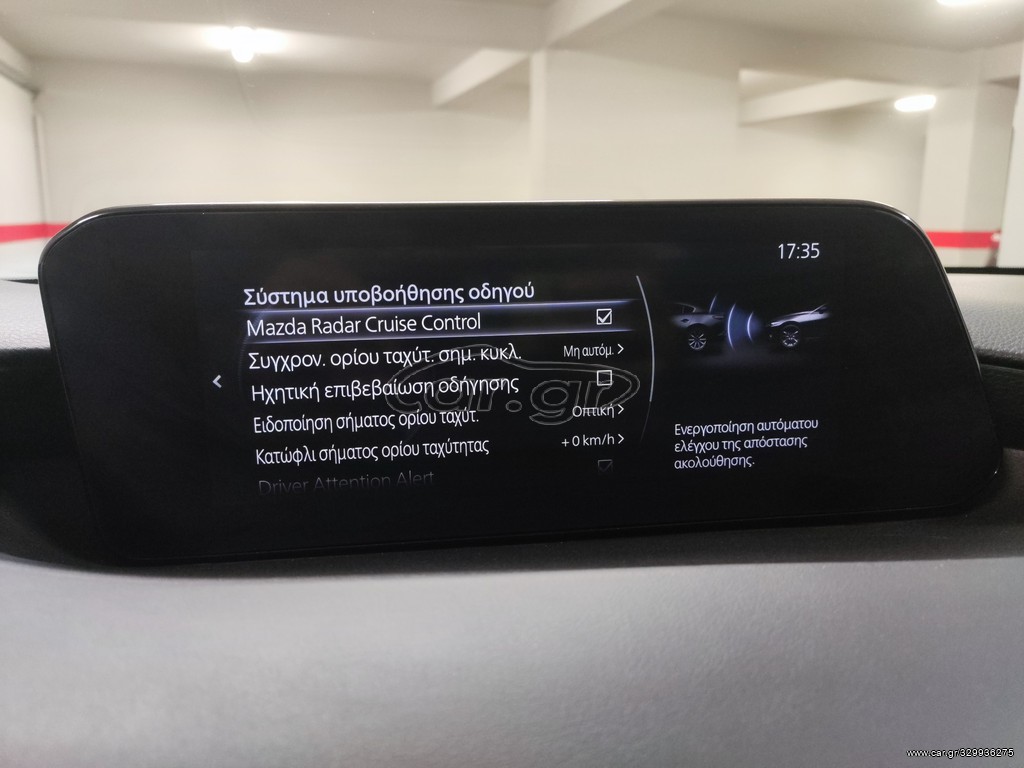 17:35
Σύστημα υποβοήθησης οδηγού
Mazda Radar Cruise Control
Συγχρον. ορίου ταχύτ. σημ. κυκλ. Μη αυτόμ. >
Ηχητική επιβεβαίωση οδήγησης
Ειδοποίηση σήματος ορίου ταχύτ. Οπτική >
Κατώφλι σήματος ορίου ταχύτητας + 0 km/h >
Driver Attention Alert
Ενεργοποίηση αυτόματου
ελέγχου της απόστασης
ακολούθησης.
car.gr
www.car.gr/329936275